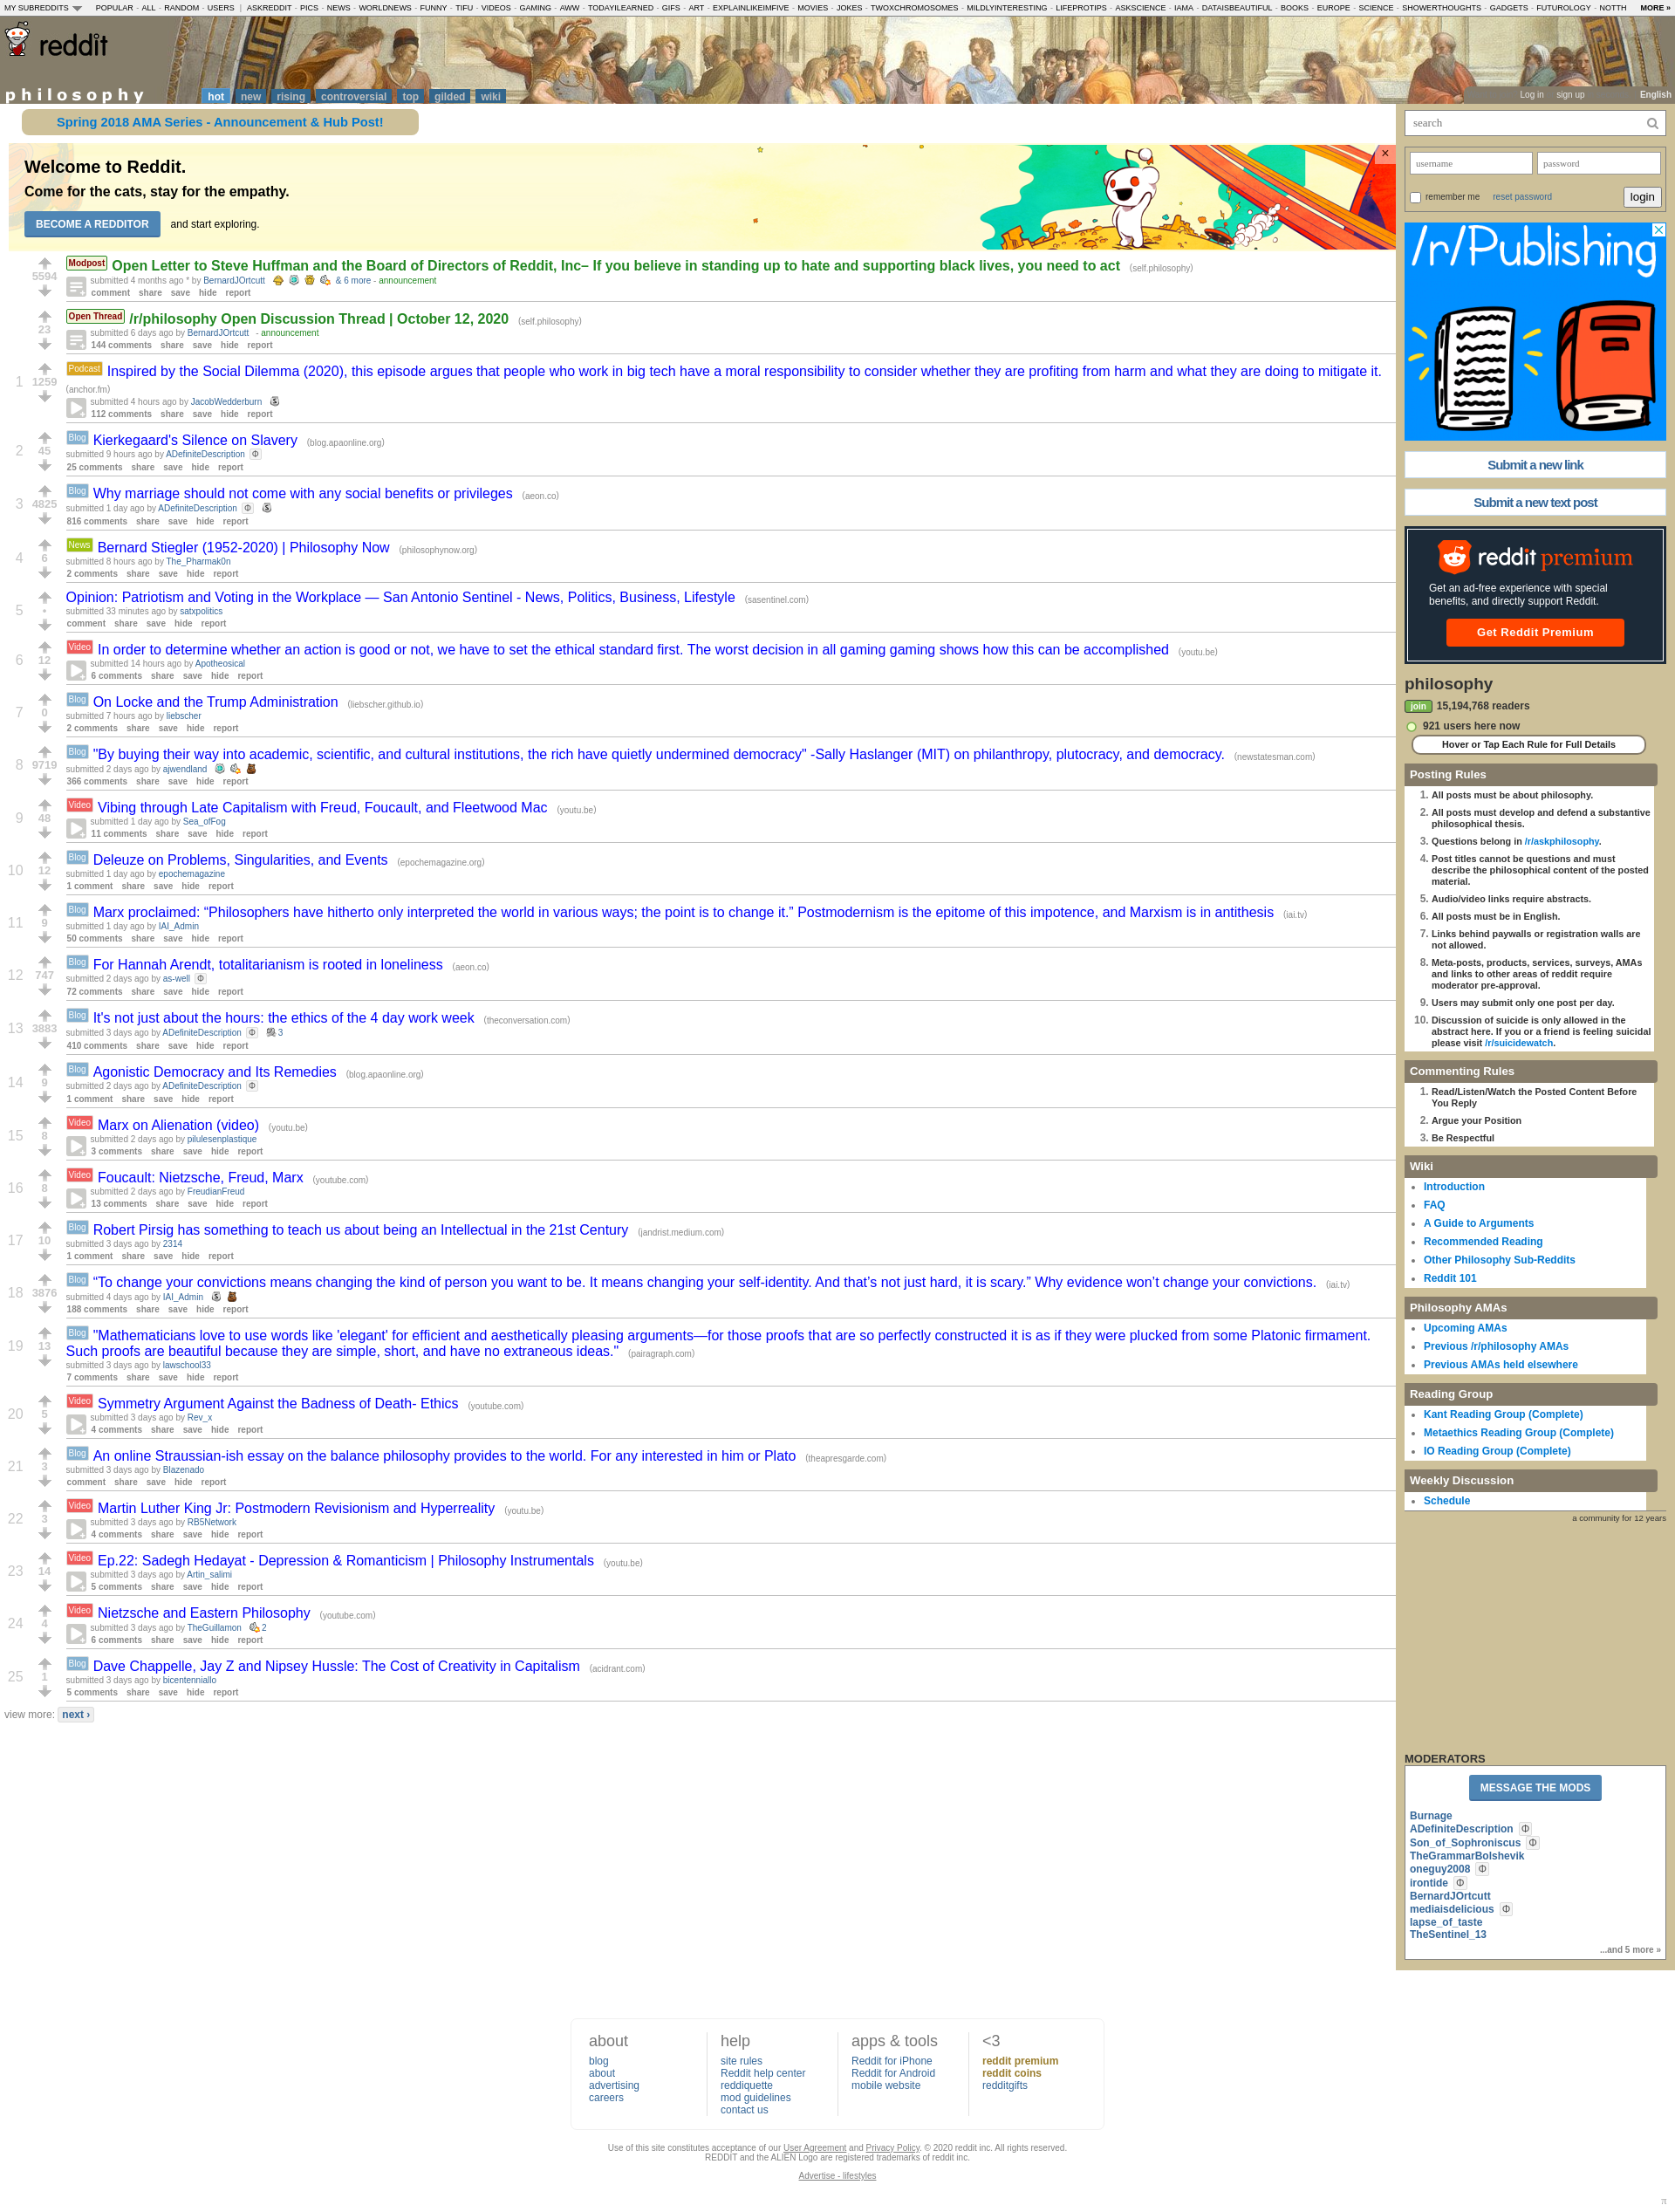 MY SUBREDDITS POPULAR - ALL - RANDOM - USERS | ASKREDDIT - PICS - NEWS - WORLDNEWS - FUNNY - TIFU - VIDEOS - GAMING - AWW - TODAYILEARNED - GIFS - ART - EXPLAINLIKEIMFIVE - MOVIES - JOKES - TWOXCHROMOSOMES - MILDLYINTERESTING - LIFEPROTIPS - ASKSCIENCE - IAMA - DATAISBEAUTIFUL - BOOKS - EUROPE - SCIENCE - SHOWERTHOUGHTS - GADGETS - FUTUROLOGY - NOTTH MORE »
reddit
philosophy hot new rising controversial top gilded wiki
Log in sign up English
Spring 2018 AMA Series - Announcement & Hub Post!
Welcome to Reddit.
Come for the cats, stay for the empathy.
BECOME A REDDITOR and start exploring.
5594
Modpost Open Letter to Steve Huffman and the Board of Directors of Reddit, Inc– If you believe in standing up to hate and supporting black lives, you need to act (self.philosophy)
submitted 4 months ago * by BernardJOrtcutt & 6 more - announcement
comment share save hide report
23
Open Thread /r/philosophy Open Discussion Thread | October 12, 2020 (self.philosophy)
submitted 6 days ago by BernardJOrtcutt - announcement
144 comments share save hide report
1 1259
Podcast Inspired by the Social Dilemma (2020), this episode argues that people who work in big tech have a moral responsibility to consider whether they are profiting from harm and what they are doing to mitigate it.
(anchor.fm)
submitted 4 hours ago by JacobWedderburn
112 comments share save hide report
2 45
Blog Kierkegaard's Silence on Slavery (blog.apaonline.org)
submitted 9 hours ago by ADefiniteDescription Φ
25 comments share save hide report
3 4825
Blog Why marriage should not come with any social benefits or privileges (aeon.co)
submitted 1 day ago by ADefiniteDescription Φ
816 comments share save hide report
4 6
News Bernard Stiegler (1952-2020) | Philosophy Now (philosophynow.org)
submitted 8 hours ago by The_Pharmak0n
2 comments share save hide report
5 •
Opinion: Patriotism and Voting in the Workplace — San Antonio Sentinel - News, Politics, Business, Lifestyle (sasentinel.com)
submitted 33 minutes ago by satxpolitics
comment share save hide report
6 12
Video In order to determine whether an action is good or not, we have to set the ethical standard first. The worst decision in all gaming gaming shows how this can be accomplished (youtu.be)
submitted 14 hours ago by Apotheosical
6 comments share save hide report
7 0
Blog On Locke and the Trump Administration (liebscher.github.io)
submitted 7 hours ago by liebscher
2 comments share save hide report
8 9719
Blog "By buying their way into academic, scientific, and cultural institutions, the rich have quietly undermined democracy" -Sally Haslanger (MIT) on philanthropy, plutocracy, and democracy. (newstatesman.com)
submitted 2 days ago by ajwendland
366 comments share save hide report
9 48
Video Vibing through Late Capitalism with Freud, Foucault, and Fleetwood Mac (youtu.be)
submitted 1 day ago by Sea_ofFog
11 comments share save hide report
10 12
Blog Deleuze on Problems, Singularities, and Events (epochemagazine.org)
submitted 1 day ago by epochemagazine
1 comment share save hide report
11 9
Blog Marx proclaimed: “Philosophers have hitherto only interpreted the world in various ways; the point is to change it.” Postmodernism is the epitome of this impotence, and Marxism is in antithesis (iai.tv)
submitted 1 day ago by IAI_Admin
50 comments share save hide report
12 747
Blog For Hannah Arendt, totalitarianism is rooted in loneliness (aeon.co)
submitted 2 days ago by as-well Φ
72 comments share save hide report
13 3883
Blog It's not just about the hours: the ethics of the 4 day work week (theconversation.com)
submitted 3 days ago by ADefiniteDescription Φ 3
410 comments share save hide report
14 9
Blog Agonistic Democracy and Its Remedies (blog.apaonline.org)
submitted 2 days ago by ADefiniteDescription Φ
1 comment share save hide report
15 8
Video Marx on Alienation (video) (youtu.be)
submitted 2 days ago by pilulesenplastique
3 comments share save hide report
16 8
Video Foucault: Nietzsche, Freud, Marx (youtube.com)
submitted 2 days ago by FreudianFreud
13 comments share save hide report
17 10
Blog Robert Pirsig has something to teach us about being an Intellectual in the 21st Century (jandrist.medium.com)
submitted 3 days ago by 2314
1 comment share save hide report
18 3876
Blog “To change your convictions means changing the kind of person you want to be. It means changing your self-identity. And that’s not just hard, it is scary.” Why evidence won’t change your convictions. (iai.tv)
submitted 4 days ago by IAI_Admin
188 comments share save hide report
19 13
Blog "Mathematicians love to use words like 'elegant' for efficient and aesthetically pleasing arguments—for those proofs that are so perfectly constructed it is as if they were plucked from some Platonic firmament.
Such proofs are beautiful because they are simple, short, and have no extraneous ideas." (pairagraph.com)
submitted 3 days ago by lawschool33
7 comments share save hide report
20 5
Video Symmetry Argument Against the Badness of Death- Ethics (youtube.com)
submitted 3 days ago by Rev_x
4 comments share save hide report
21 3
Blog An online Straussian-ish essay on the balance philosophy provides to the world. For any interested in him or Plato (theapresgarde.com)
submitted 3 days ago by Blazenado
comment share save hide report
22 3
Video Martin Luther King Jr: Postmodern Revisionism and Hyperreality (youtu.be)
submitted 3 days ago by RB5Network
4 comments share save hide report
23 14
Video Ep.22: Sadegh Hedayat - Depression & Romanticism | Philosophy Instrumentals (youtu.be)
submitted 3 days ago by Artin_salimi
5 comments share save hide report
24 4
Video Nietzsche and Eastern Philosophy (youtube.com)
submitted 3 days ago by TheGuillamon 2
6 comments share save hide report
25 1
Blog Dave Chappelle, Jay Z and Nipsey Hussle: The Cost of Creativity in Capitalism (acidrant.com)
submitted 3 days ago by bicentenniallo
5 comments share save hide report
view more: next ›
search
username password
remember me reset password login
/r/Publishing
Submit a new link
Submit a new text post
reddit premium
Get an ad-free experience with special
benefits, and directly support Reddit.
Get Reddit Premium
philosophy
join 15,194,768 readers
921 users here now
Hover or Tap Each Rule for Full Details
Posting Rules
1. All posts must be about philosophy.
2. All posts must develop and defend a substantive
philosophical thesis.
3. Questions belong in /r/askphilosophy.
4. Post titles cannot be questions and must
describe the philosophical content of the posted
material.
5. Audio/video links require abstracts.
6. All posts must be in English.
7. Links behind paywalls or registration walls are
not allowed.
8. Meta-posts, products, services, surveys, AMAs
and links to other areas of reddit require
moderator pre-approval.
9. Users may submit only one post per day.
10. Discussion of suicide is only allowed in the
abstract here. If you or a friend is feeling suicidal
please visit /r/suicidewatch.
Commenting Rules
1. Read/Listen/Watch the Posted Content Before
You Reply
2. Argue your Position
3. Be Respectful
Wiki
Introduction
FAQ
A Guide to Arguments
Recommended Reading
Other Philosophy Sub-Reddits
Reddit 101
Philosophy AMAs
Upcoming AMAs
Previous /r/philosophy AMAs
Previous AMAs held elsewhere
Reading Group
Kant Reading Group (Complete)
Metaethics Reading Group (Complete)
IO Reading Group (Complete)
Weekly Discussion
Schedule
a community for 12 years
MODERATORS
MESSAGE THE MODS
Burnage
ADefiniteDescription Φ
Son_of_Sophroniscus Φ
TheGrammarBolshevik
oneguy2008 Φ
irontide Φ
BernardJOrtcutt
mediaisdelicious Φ
lapse_of_taste
TheSentinel_13
...and 5 more »
about
blog
about
advertising
careers
help
site rules
Reddit help center
reddiquette
mod guidelines
contact us
apps & tools
Reddit for iPhone
Reddit for Android
mobile website
<3
reddit premium
reddit coins
redditgifts
Use of this site constitutes acceptance of our User Agreement and Privacy Policy. © 2020 reddit inc. All rights reserved.
REDDIT and the ALIEN Logo are registered trademarks of reddit inc.
Advertise - lifestyles
π